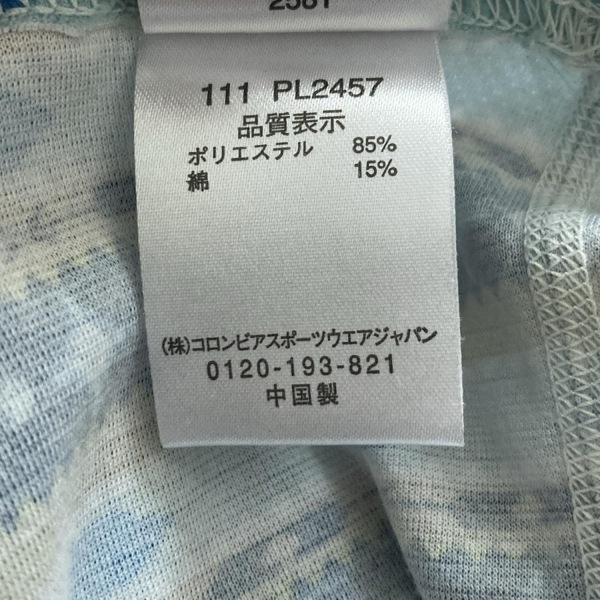 2581
111 PL2457
品質表示
ポリエステル 85%
綿 15%
(株)コロンビアスポーツウエアジャパン
0120-193-821
中国製